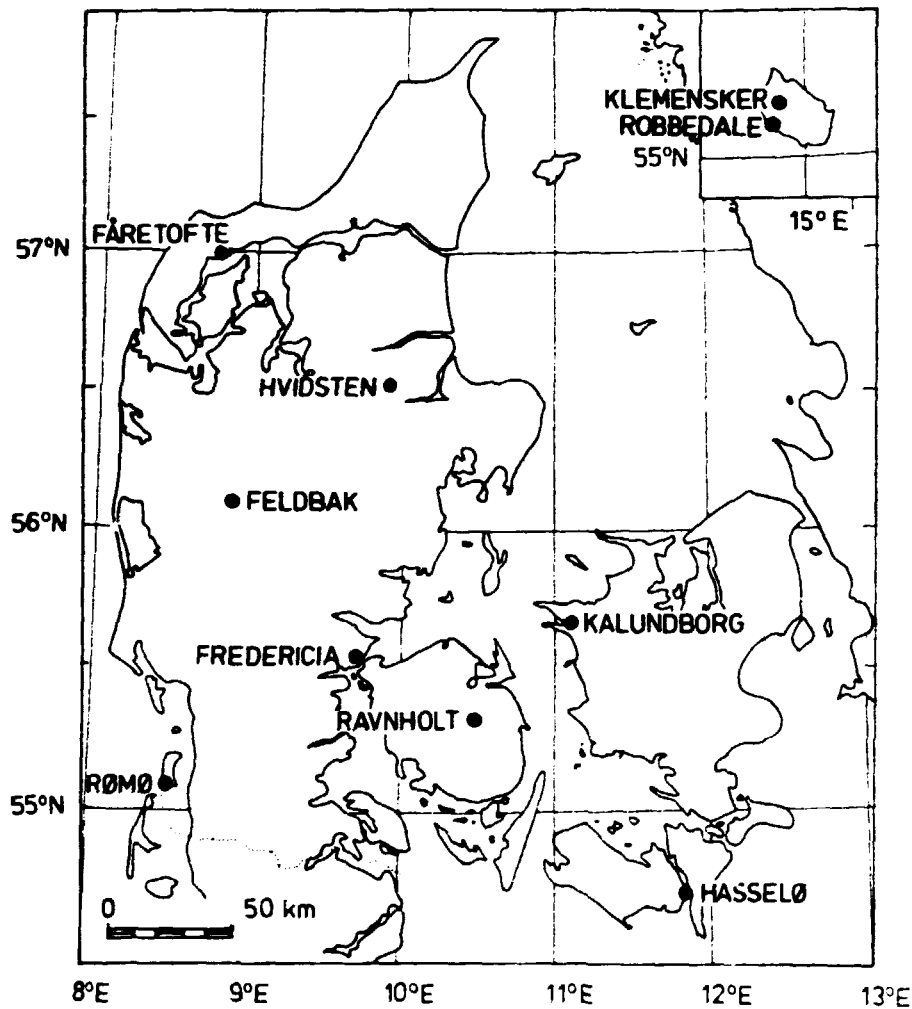 KLEMENSKER
ROBBEDALE
55°N
15° E
FÅRETOFTE
57°N
HVIDSTEN
FELDBAK
56°N
KALUNDBORG
FREDERICIA
RAVNHOLT
RØMØ
55°N
HASSELØ
0 50 km
8°E 9°E 10°E 11°E 12°E 13°E